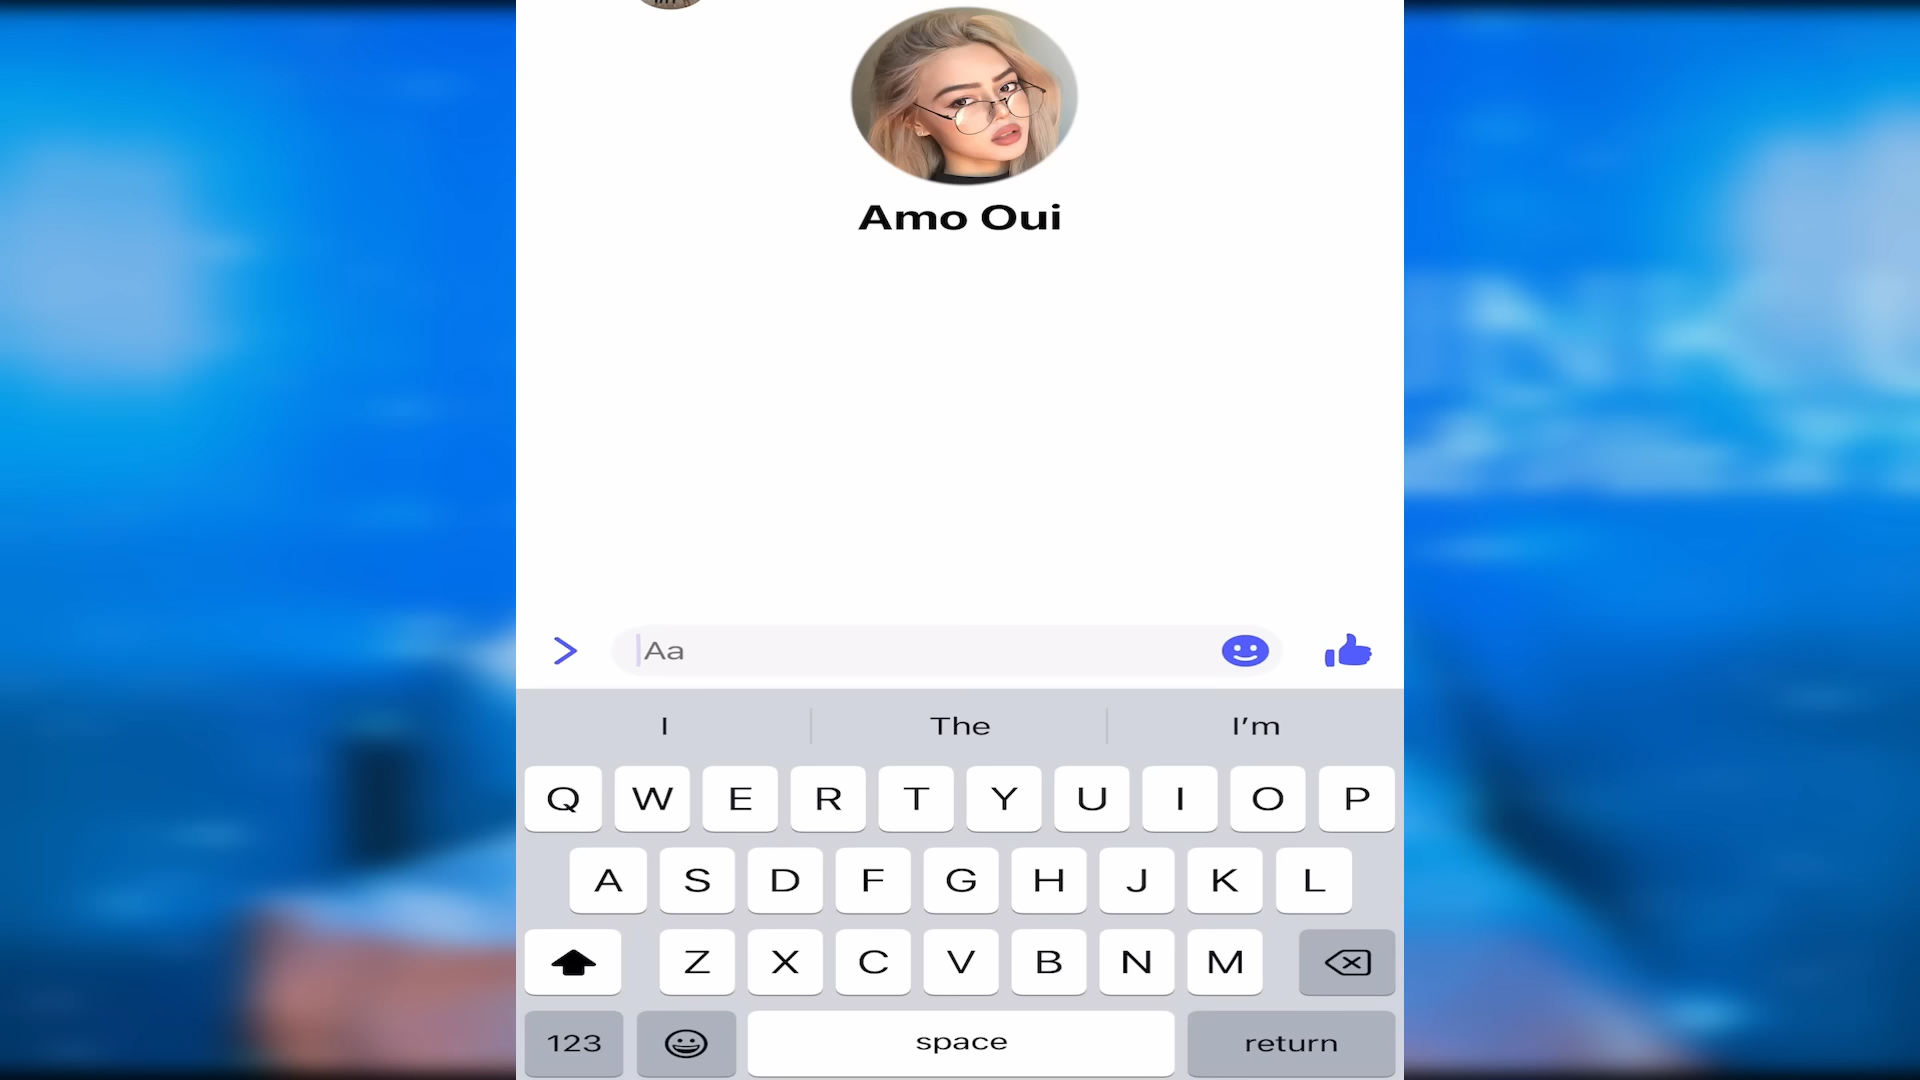 Amo Oui
Aa
I The I'm
Q W E R T Y U I O P
A S D F G H J K L
Z X C V B N M
123 space return